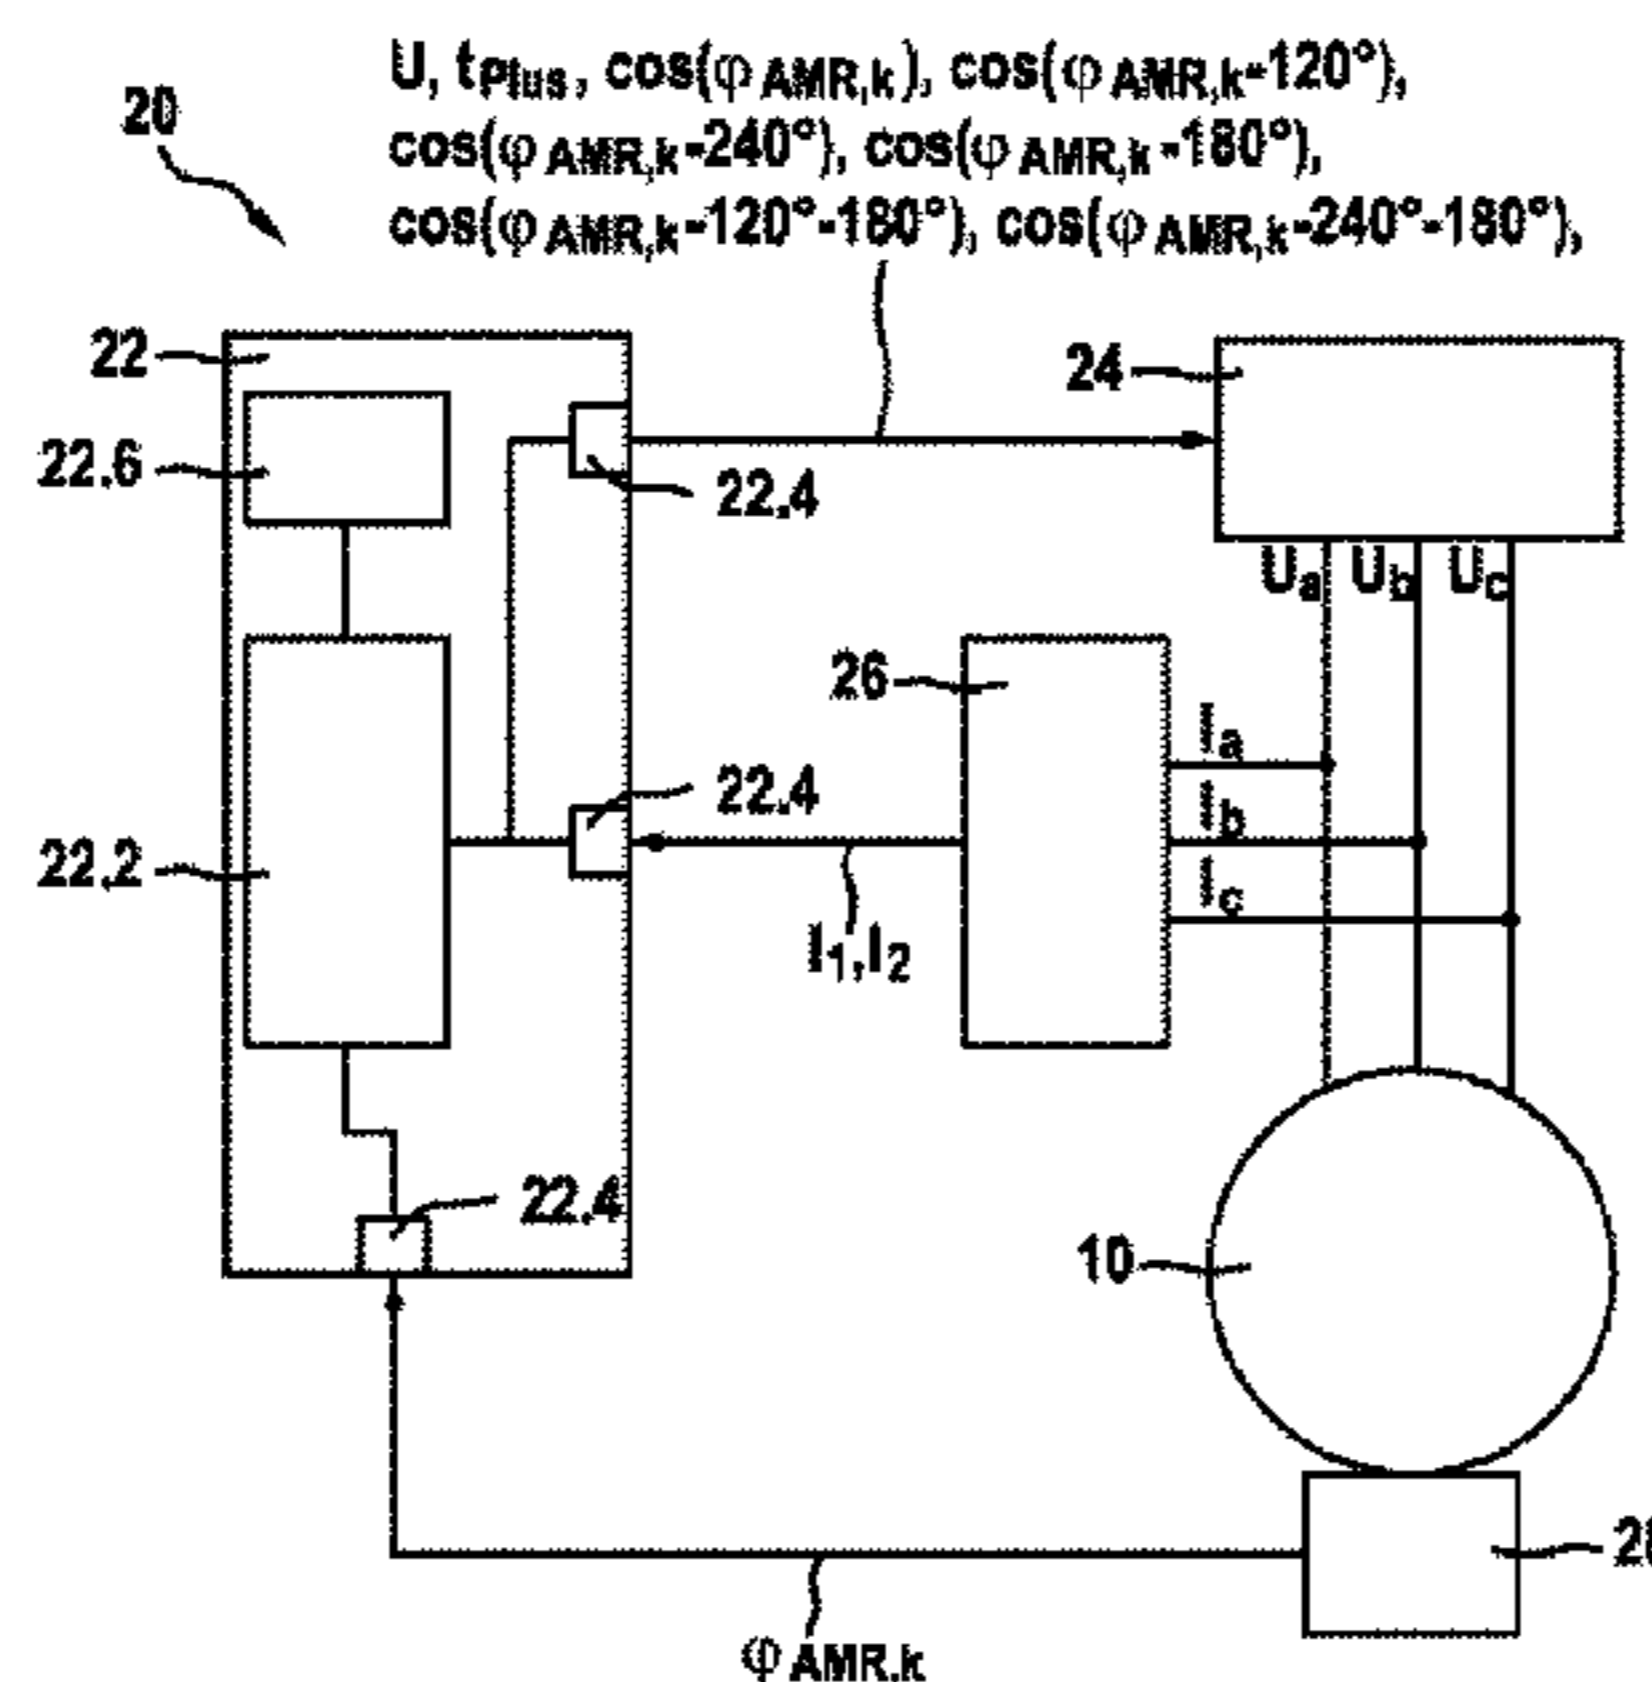 U, tPlus, cos(φAMR,k), cos(φAMR,k-120°),
cos(φAMR,k-240°), cos(φAMR,k-180°),
cos(φAMR,k-120°-180°), cos(φAMR,k-240°-180°),
20
22
24
22.6
22.4
Ua Ub Uc
26
Ia
22.4
Ib
22.2
Ic
I1,I2
22.4
10
φAMR.k